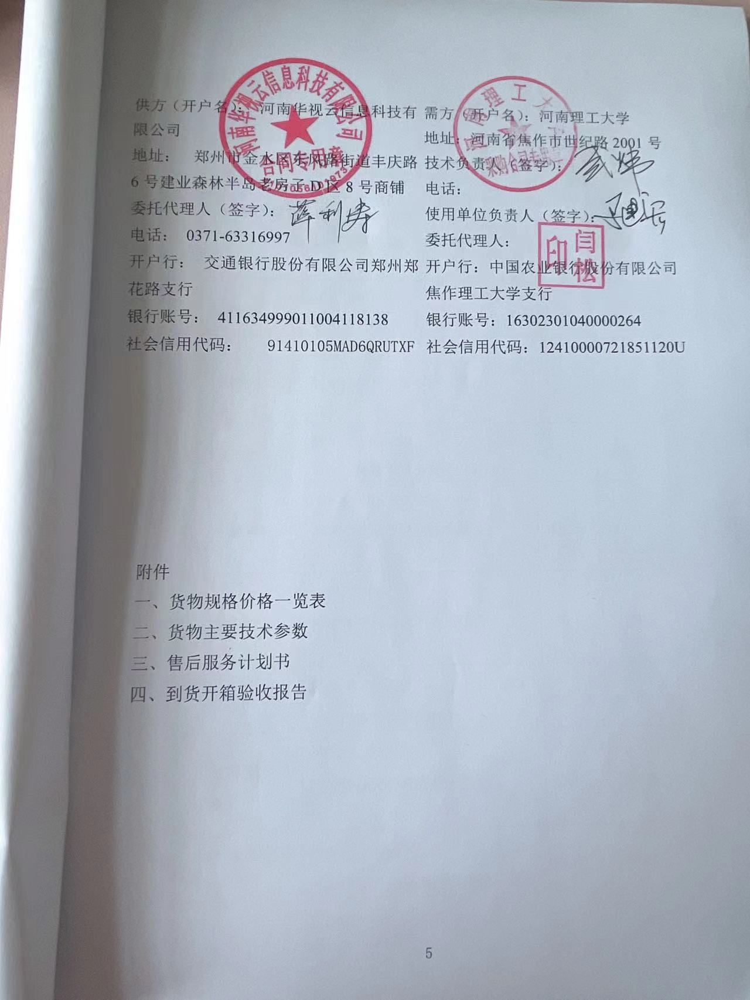 供方（开户名）：河南华视云信息科技有
限公司
地址：郑州市金水区东风路街道丰庆路
6号建业森林半岛老房子D区8号商铺
委托代理人（签字）：薛利寿
电话：0371-63316997
开户行：交通银行股份有限公司郑州郑
花路支行
银行账号：411634999011004118138
社会信用代码：91410105MAD6QRUTXF
河南华视云信息科技有限公司
合同专用章
需方（开户名）：河南理工大学
地址：河南省焦作市世纪路2001号
技术负责人（签字）：
电话：
使用单位负责人（签字）：
委托代理人：
开户行：中国农业银行股份有限公司
焦作理工大学支行
银行账号：16302301040000264
社会信用代码：12410000721851120U
河南理工大学
采购合同专用章
闫松
印
附件
一、货物规格价格一览表
二、货物主要技术参数
三、售后服务计划书
四、到货开箱验收报告
5